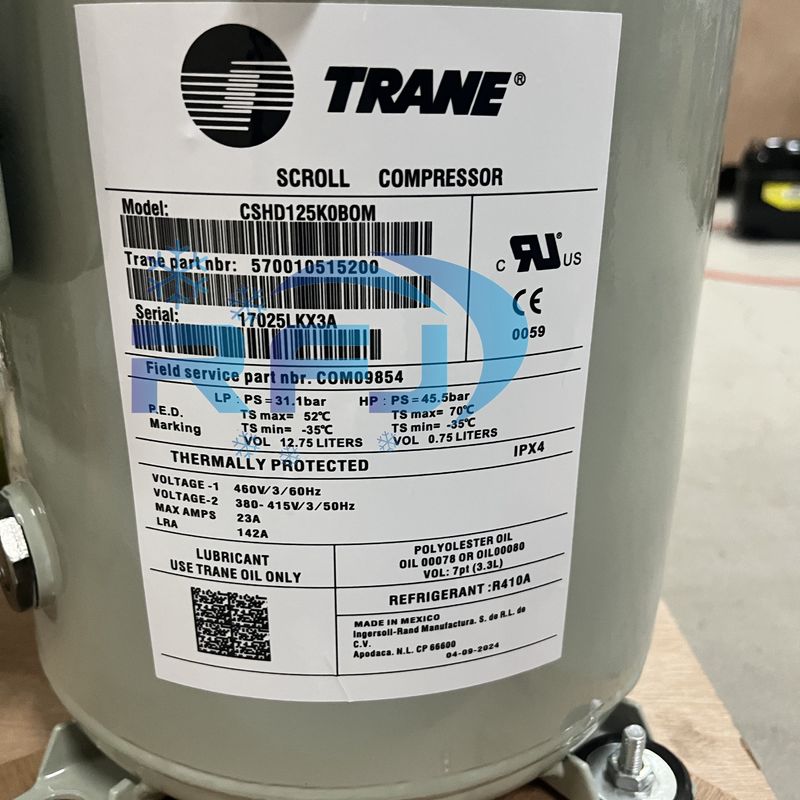 TRANE®
SCROLL COMPRESSOR
Model: CSHD125K0BOM
Trane part nbr: 570010515200
Serial: 17025LKX3A
Field service part nbr. COM09854
C UR® US
CE
0059
P.E.D.
Marking
LP : PS = 31.1bar HP : PS = 45.5bar
TS max= 52℃ TS max= 70℃
TS min= -35℃ TS min= -35℃
VOL 12.75 LITERS VOL 0.75 LITERS
THERMALLY PROTECTED IPX4
VOLTAGE -1 460V/3/60Hz
VOLTAGE-2 380- 415V/3/50Hz
MAX AMPS 23A
LRA 142A
LUBRICANT
USE TRANE OIL ONLY
POLYOLESTER OIL
OIL 00078 OR OIL00080
VOL: 7pt (3.3L)
REFRIGERANT :R410A
MADE IN MEXICO
Ingersoll-Rand Manufactura. S. de R.L. de
C.V.
Apodaca. N.L. CP 66600
04-09-2024
RFJ